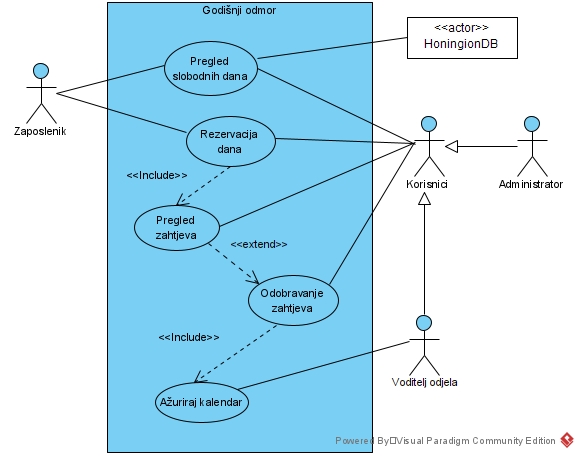 Godišnji odmor
<<actor>>
HoningionDB
Pregled
slobodnih dana
Zaposlenik
Rezervacija
dana
<<Include>>
Korisnici
Administrator
Pregled
zahtjeva
<<extend>>
Odobravanje
zahtjeva
<<Include>>
Voditelj odjela
Ažuriraj kalendar
Powered By□Visual Paradigm Community Edition